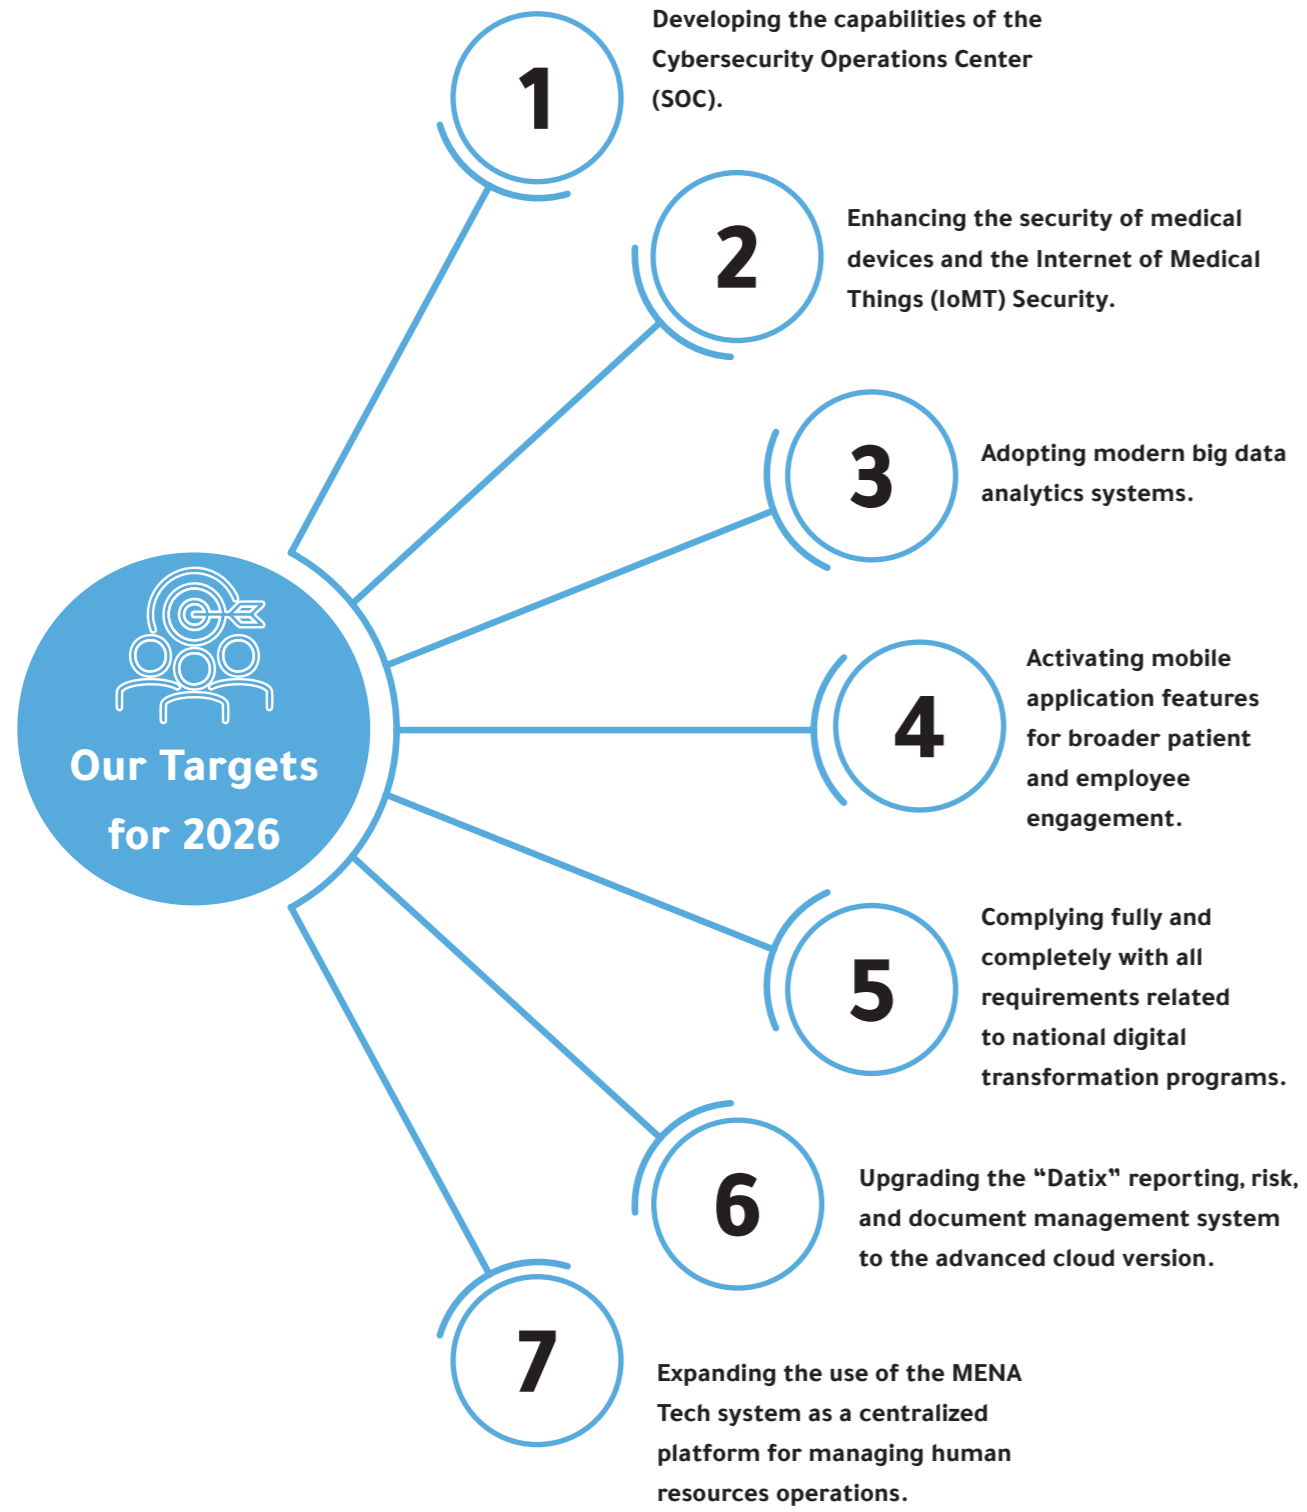 Our Targets
for 2026
1
Developing the capabilities of the
Cybersecurity Operations Center
(SOC).
2
Enhancing the security of medical
devices and the Internet of Medical
Things (IoMT) Security.
3
Adopting modern big data
analytics systems.
4
Activating mobile
application features
for broader patient
and employee
engagement.
5
Complying fully and
completely with all
requirements related
to national digital
transformation programs.
6
Upgrading the “Datix” reporting, risk,
and document management system
to the advanced cloud version.
7
Expanding the use of the MENA
Tech system as a centralized
platform for managing human
resources operations.